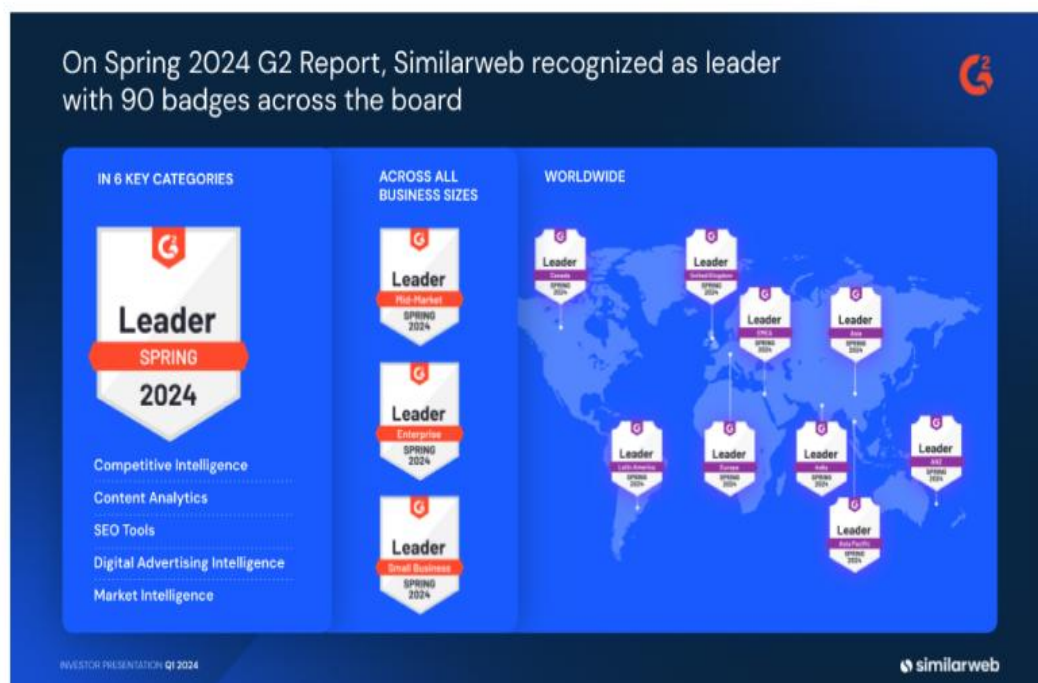 On Spring 2024 G2 Report, Similarweb recognized as leader
with 90 badges across the board
G2
IN 6 KEY CATEGORIES
G2
Leader
SPRING
2024
Competitive Intelligence
Content Analytics
SEO Tools
Digital Advertising Intelligence
Market Intelligence
ACROSS ALL
BUSINESS SIZES
Leader
Mid-Market
SPRING
2024
Leader
Enterprise
SPRING
2024
Leader
Small Business
SPRING
2024
WORLDWIDE
Leader
Canada
SPRING
2024
Leader
United Kingdom
SPRING
2024
Leader
EMEA
SPRING
2024
Leader
Asia
SPRING
2024
Leader
Latin America
SPRING
2024
Leader
Europe
SPRING
2024
Leader
India
SPRING
2024
Leader
ANZ
SPRING
2024
Leader
Asia Pacific
SPRING
2024
INVESTOR PRESENTATION Q1 2024
similarweb